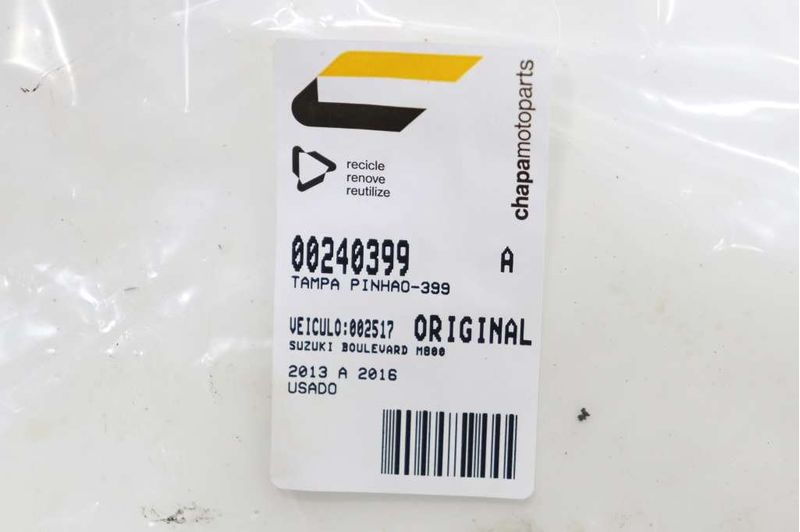 chapamotoparts
recicle
renove
reutilize
00240399 A
TAMPA PINHAO-399
VEICULO:002517 ORIGINAL
SUZUKI BOULEVARD M800
2013 A 2016
USADO